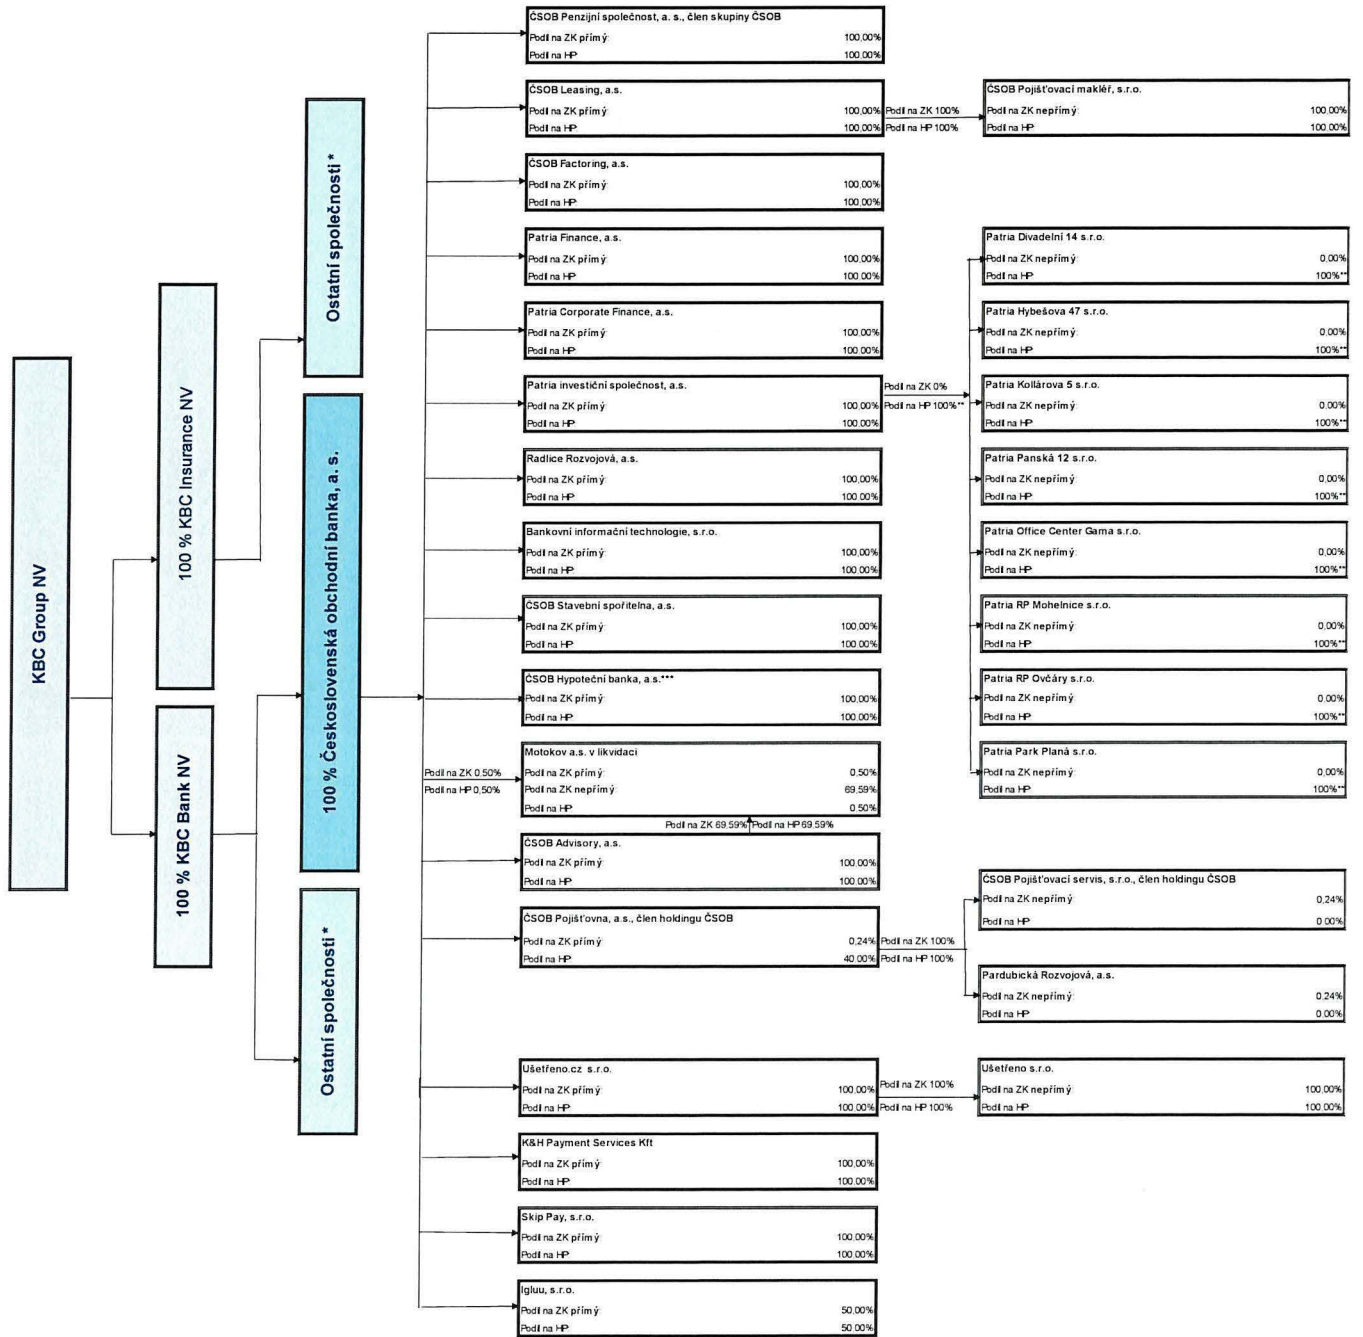 KBC Group NV
100 % KBC Insurance NV
100 % KBC Bank NV
Ostatní společnosti *
100 % Československá obchodní banka, a. s.
Ostatní společnosti *
ČSOB Penzijní společnost, a. s., člen skupiny ČSOB
Podíl na ZK přímý: 100,00%
Podíl na HP: 100,00%
ČSOB Leasing, a.s.
Podíl na ZK přímý: 100,00%
Podíl na HP: 100,00%
Podíl na ZK 100%
Podíl na HP 100%
ČSOB Pojišťovací makléř, s.r.o.
Podíl na ZK nepřímý: 100,00%
Podíl na HP: 100,00%
ČSOB Factoring, a.s.
Podíl na ZK přímý: 100,00%
Podíl na HP: 100,00%
Patria Finance, a.s.
Podíl na ZK přímý: 100,00%
Podíl na HP: 100,00%
Patria Corporate Finance, a.s.
Podíl na ZK přímý: 100,00%
Podíl na HP: 100,00%
Patria investiční společnost, a.s.
Podíl na ZK přímý: 100,00%
Podíl na HP: 100,00%
Podíl na ZK 0%
Podíl na HP 100%**
Patria Divadelní 14 s.r.o.
Podíl na ZK nepřímý: 0,00%
Podíl na HP: 100%**
Patria Hybešova 47 s.r.o.
Podíl na ZK nepřímý: 0,00%
Podíl na HP: 100%**
Patria Kollárova 5 s.r.o.
Podíl na ZK nepřímý: 0,00%
Podíl na HP: 100%**
Patria Panská 12 s.r.o.
Podíl na ZK nepřímý: 0,00%
Podíl na HP: 100%**
Patria Office Center Gama s.r.o.
Podíl na ZK nepřímý: 0,00%
Podíl na HP: 100%**
Patria RP Mohelnice s.r.o.
Podíl na ZK nepřímý: 0,00%
Podíl na HP: 100%**
Patria RP Ovčáry s.r.o.
Podíl na ZK nepřímý: 0,00%
Podíl na HP: 100%**
Patria Park Planá s.r.o.
Podíl na ZK nepřímý: 0,00%
Podíl na HP: 100%**
Radlice Rozvojová, a.s.
Podíl na ZK přímý: 100,00%
Podíl na HP: 100,00%
Bankovní informační technologie, s.r.o.
Podíl na ZK přímý: 100,00%
Podíl na HP: 100,00%
ČSOB Stavební spořitelna, a.s.
Podíl na ZK přímý: 100,00%
Podíl na HP: 100,00%
ČSOB Hypoteční banka, a.s.***
Podíl na ZK přímý: 100,00%
Podíl na HP: 100,00%
Podíl na ZK 0,50%
Podíl na HP 0,50%
Motokov a.s. v likvidaci
Podíl na ZK přímý: 0,50%
Podíl na ZK nepřímý: 69,59%
Podíl na HP: 0,50%
Podíl na ZK 69,59% Podíl na HP 69,59%
ČSOB Advisory, a.s.
Podíl na ZK přímý: 100,00%
Podíl na HP: 100,00%
ČSOB Pojišťovna, a.s., člen holdingu ČSOB
Podíl na ZK přímý: 0,24%
Podíl na HP: 40,00%
Podíl na ZK 100%
Podíl na HP 100%
ČSOB Pojišťovací servis, s.r.o., člen holdingu ČSOB
Podíl na ZK nepřímý: 0,24%
Podíl na HP: 0,00%
Pardubická Rozvojová, a.s.
Podíl na ZK nepřímý: 0,24%
Podíl na HP: 0,00%
Ušetřeno.cz s.r.o.
Podíl na ZK přímý: 100,00%
Podíl na HP: 100,00%
Podíl na ZK 100%
Podíl na HP 100%
Ušetřeno s.r.o.
Podíl na ZK nepřímý: 100,00%
Podíl na HP: 100,00%
K&H Payment Services Kft
Podíl na ZK přímý: 100,00%
Podíl na HP: 100,00%
Skip Pay, s.r.o.
Podíl na ZK přímý: 100,00%
Podíl na HP: 100,00%
Igluu, s.r.o.
Podíl na ZK přímý: 50,00%
Podíl na HP: 50,00%